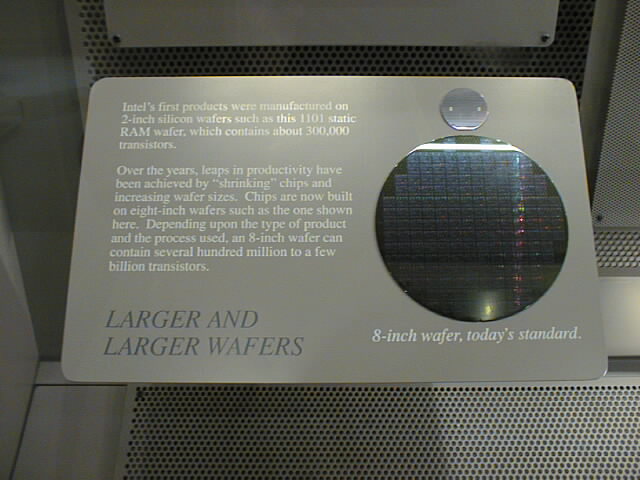 Intel's first products were manufactured on
2-inch silicon wafers such as this 1101 static
RAM wafer, which contains about 300,000
transistors.
Over the years, leaps in productivity have
been achieved by "shrinking" chips and
increasing wafer sizes. Chips are now built
on eight-inch wafers such as the one shown
here. Depending upon the type of product
and the process used, an 8-inch wafer can
contain several hundred million to a few
billion transistors.
LARGER AND
LARGER WAFERS
8-inch wafer, today's standard.